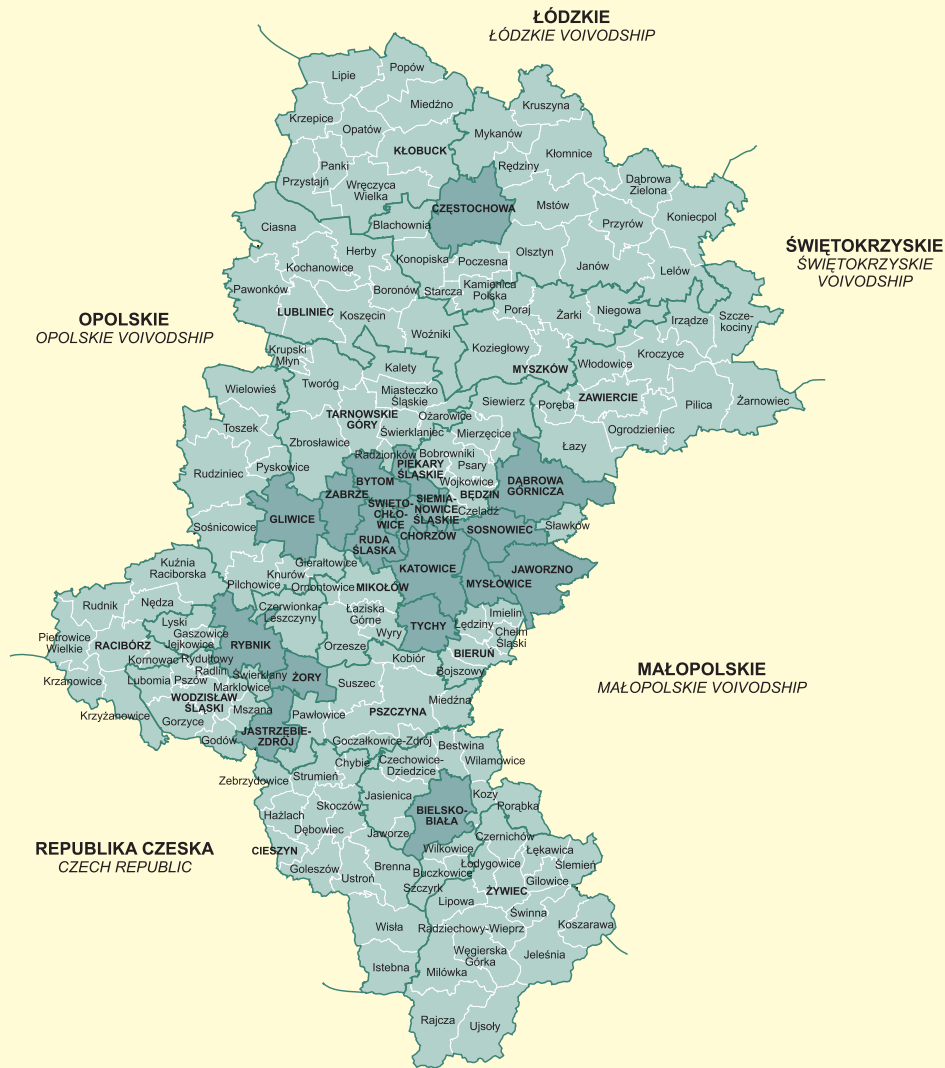 ŁÓDZKIE
ŁÓDZKIE VOIVODSHIP
Lipie
Popów
Miedźno
Kruszyna
Krzepice
Opatów
Mykanów
KŁOBUCK
Kłomnice
Rędziny
Panki
Przystajń
Wręczyca
Wielka
Dąbrowa
Zielona
CZĘSTOCHOWA
Mstów
Przyrów
Koniecpol
Ciasna
Blachownia
ŚWIĘTOKRZYSKIE
ŚWIĘTOKRZYSKIE
VOIVODSHIP
Herby
Konopiska
Poczesna
Olsztyn
Kochanowice
Janów
Lelów
Pawonków
Boronów
Starcza
Kamienica
Polska
LUBLINIEC
Koszęcin
Poraj
Żarki
Niegowa
Irządze
Szcze-
kociny
OPOLSKIE
OPOLSKIE VOIVODSHIP
Woźniki
Koziegłowy
Krupski
Młyn
Kroczyce
Włodowice
Kalety
MYSZKÓW
Tworóg
Wielowieś
Miasteczko
Śląskie
Siewierz
Poręba
ZAWIERCIE
Pilica
Żarnowiec
TARNOWSKIE
GÓRY
Ożarowice
Toszek
Świerklaniec
Mierzęcice
Ogrodzieniec
Zbrosławice
Łazy
Radzionków
Bobrowniki
Rudziniec
Pyskowice
PIEKARY
ŚLĄSKIE
Psary
BYTOM
Wojkowice
DĄBROWA
GÓRNICZA
ZABRZE
BĘDZIN
ŚWIĘTO-
CHŁO-
WICE
SIEMIA-
NOWICE
ŚLĄSKIE
Czeladź
GLIWICE
Sośnicowice
SOSNOWIEC
Sławków
CHORZÓW
RUDA
ŚLĄSKA
Kuźnia
Raciborska
Gierałtowice
KATOWICE
JAWORZNO
Knurów
Pilchowice
Ornontowice
MIKOŁÓW
MYSŁOWICE
Rudnik
Nędza
Czerwionka-
Leszczyny
Łaziska
Górne
Imielin
Lyski
Lędziny
Chełm
Śląski
Gaszowice
Wyry
TYCHY
Pietrowice
Wielkie
RACIBÓRZ
Jejkowice
RYBNIK
Orzesze
BIERUŃ
Kornowac
Rydułtowy
Kobiór
Radlin
Świerklany
ŻORY
Bojszowy
Krzanowice
Lubomia
Pszów
Marklowice
Suszec
WODZISŁAW
ŚLĄSKI
Mszana
Miedźna
MAŁOPOLSKIE
MAŁOPOLSKIE VOIVODSHIP
Krzyżanowice
Gorzyce
Pawłowice
PSZCZYNA
JASTRZĘBIE-
ZDRÓJ
Godów
Goczałkowice-Zdrój
Bestwina
Chybie
Czechowice-
Dziedzice
Wilamowice
Zebrzydowice
Strumień
Jasienica
Kozy
Porąbka
Skoczów
Hażlach
BIELSKO-
BIAŁA
Dębowiec
Jaworze
Czernichów
REPUBLIKA CZESKA
CZECH REPUBLIC
CIESZYN
Wilkowice
Łękawica
Goleszów
Brenna
Łodygowice
Ślemień
Ustroń
Buczkowice
Gilowice
Szczyrk
ŻYWIEC
Lipowa
Świnna
Wisła
Radziechowy-Wieprz
Koszarawa
Węgierska
Górka
Jeleśnia
Istebna
Milówka
Rajcza
Ujsoły